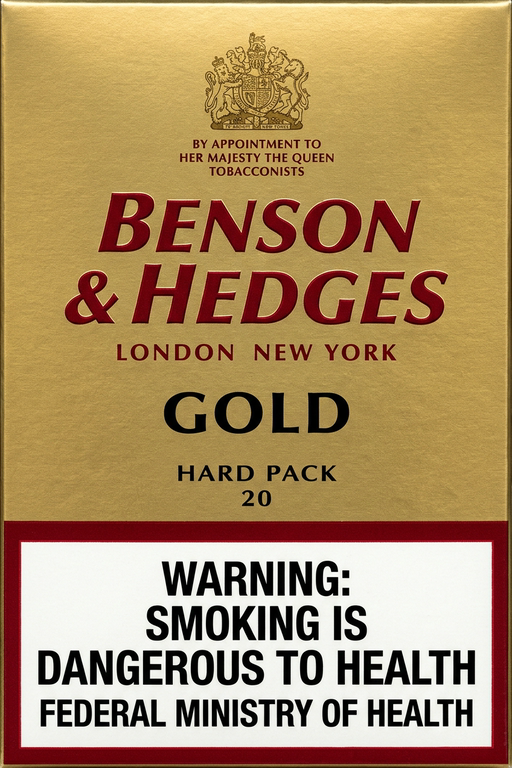 BY APPOINTMENT TO
HER MAJESTY THE QUEEN
TOBACCONISTS
BENSON
& HEDGES
LONDON NEW YORK
GOLD
HARD PACK
20
WARNING:
SMOKING IS
DANGEROUS TO HEALTH
FEDERAL MINISTRY OF HEALTH